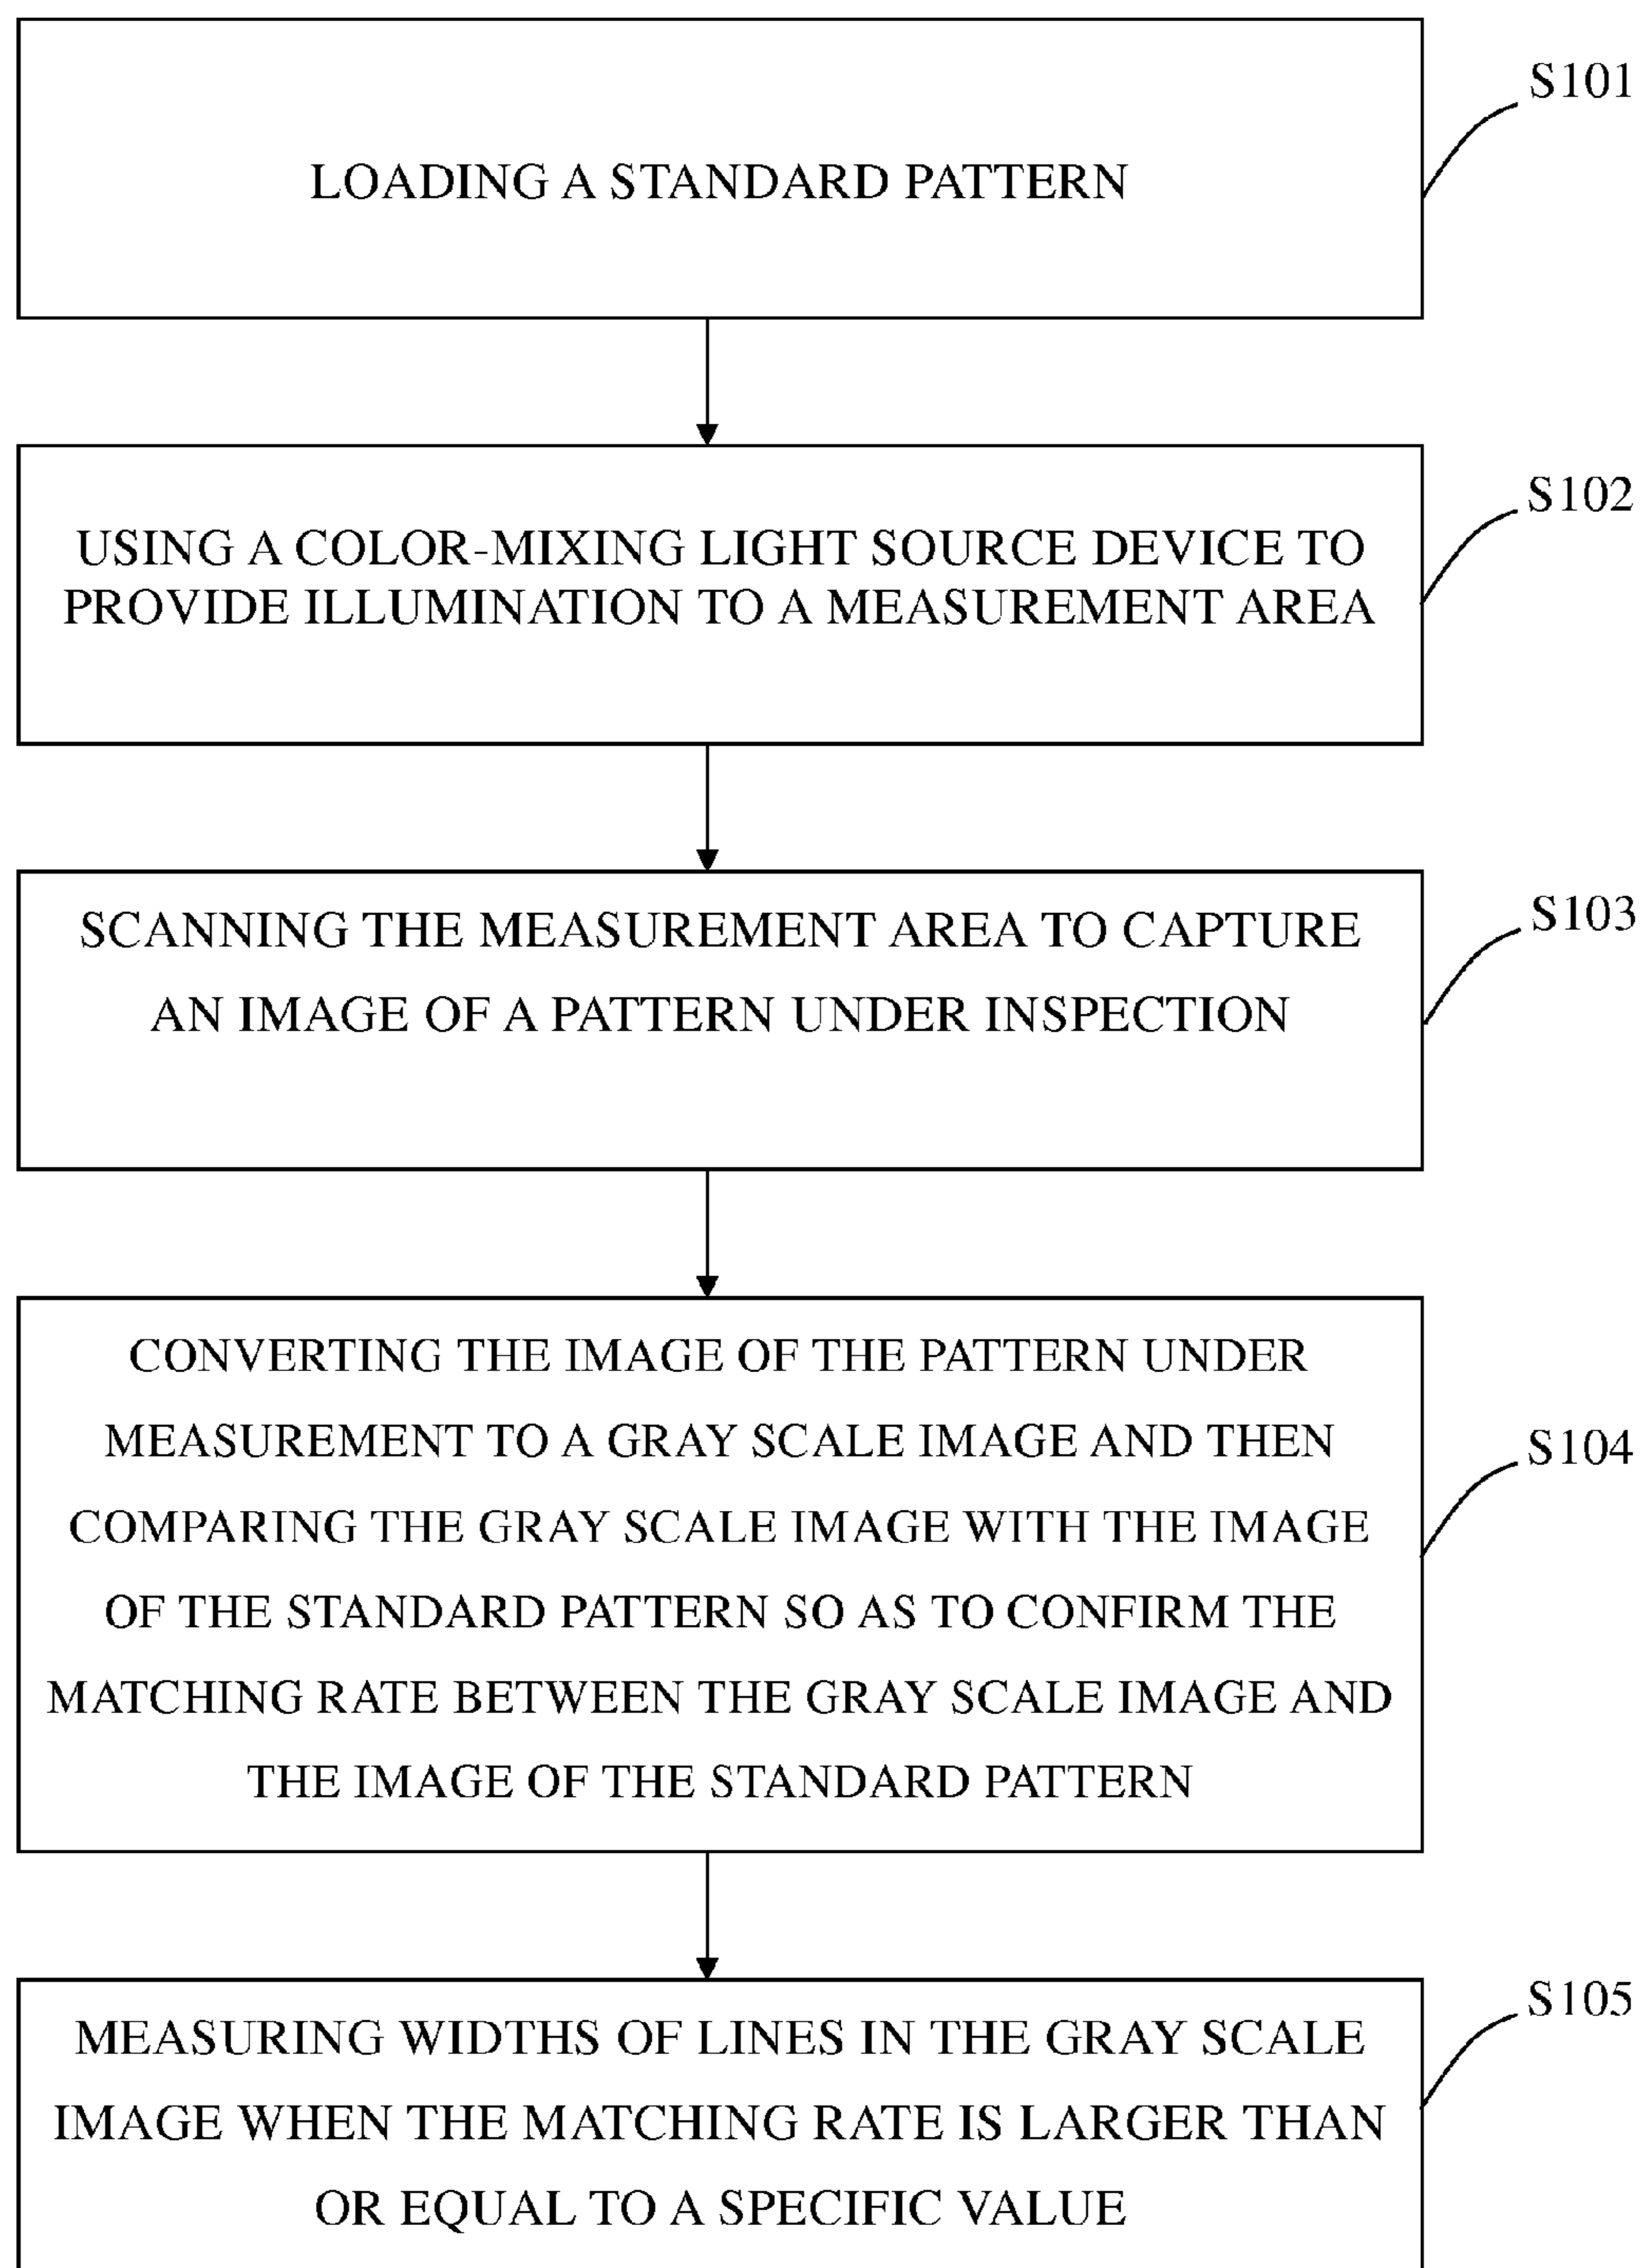 S101
LOADING A STANDARD PATTERN
S102
USING A COLOR-MIXING LIGHT SOURCE DEVICE TO
PROVIDE ILLUMINATION TO A MEASUREMENT AREA
S103
SCANNING THE MEASUREMENT AREA TO CAPTURE
AN IMAGE OF A PATTERN UNDER INSPECTION
CONVERTING THE IMAGE OF THE PATTERN UNDER
MEASUREMENT TO A GRAY SCALE IMAGE AND THEN
S104
COMPARING THE GRAY SCALE IMAGE WITH THE IMAGE
OF THE STANDARD PATTERN SO AS TO CONFIRM THE
MATCHING RATE BETWEEN THE GRAY SCALE IMAGE AND
THE IMAGE OF THE STANDARD PATTERN
S105
MEASURING WIDTHS OF LINES IN THE GRAY SCALE
IMAGE WHEN THE MATCHING RATE IS LARGER THAN
OR EQUAL TO A SPECIFIC VALUE